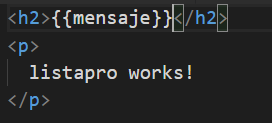 <h2>{{mensaje}}</h2>
<p>
listapro works!
</p>